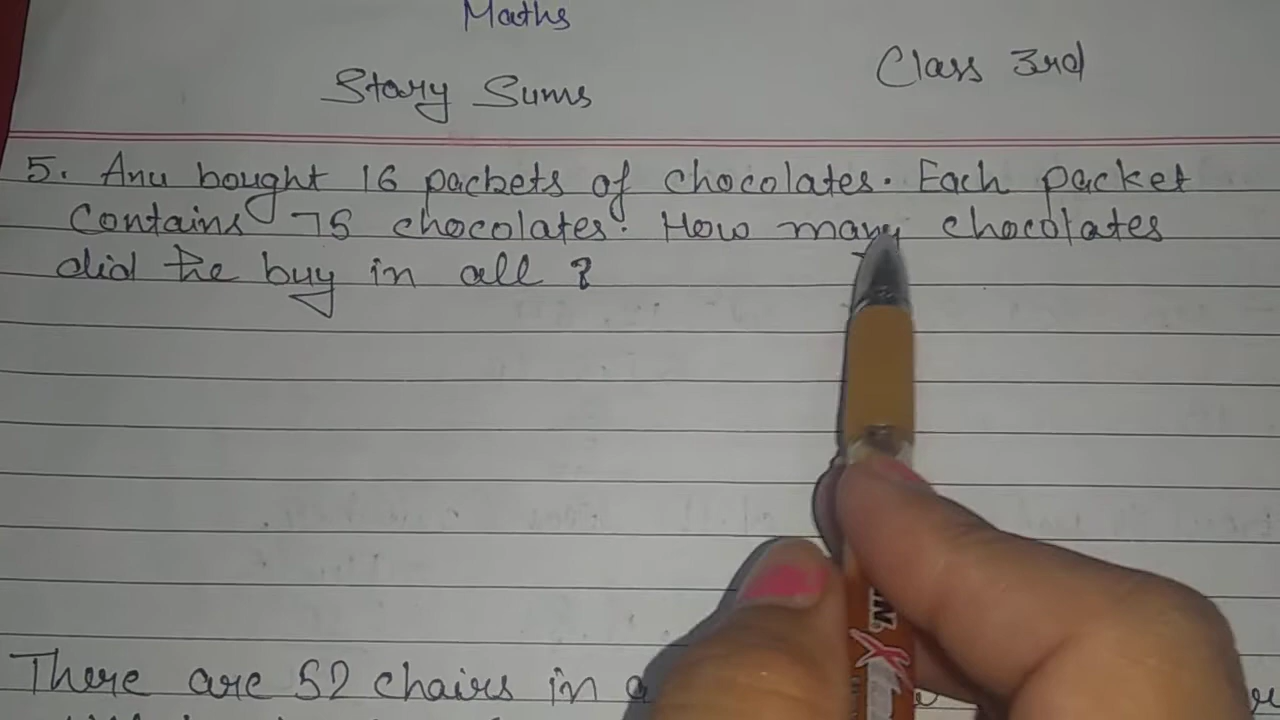 Maths
Story Sums
Class 3rd
5. Anu bought 16 packets of chocolates. Each packet
Contains 75 chocolates. How many chocolates
did the buy in all ?
There are 52 chairs in a